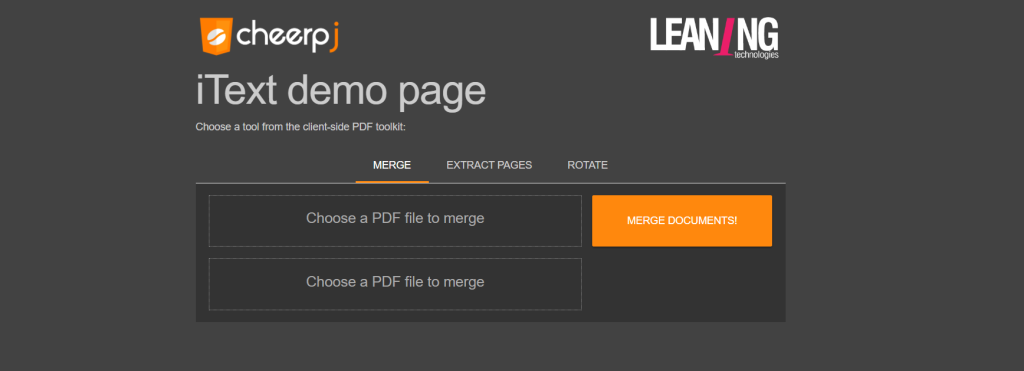 cheerpj
LEANING
technologies
iText demo page
Choose a tool from the client-side PDF toolkit:
MERGE
EXTRACT PAGES
ROTATE
Choose a PDF file to merge
MERGE DOCUMENTS!
Choose a PDF file to merge